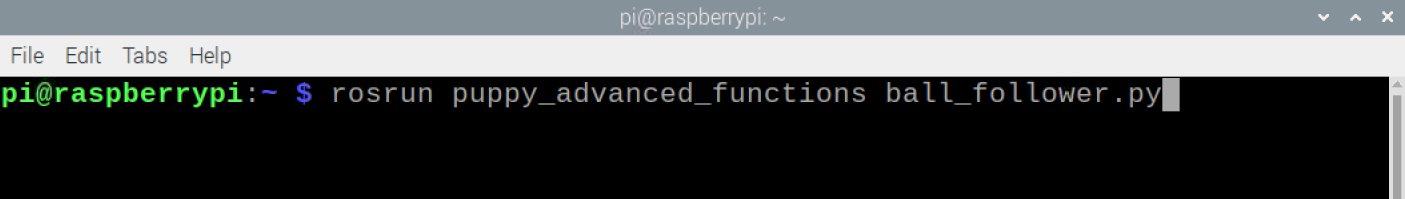 pi@raspberrypi: ~
File Edit Tabs Help
pi@raspberrypi:~ $ rosrun puppy_advanced_functions ball_follower.py